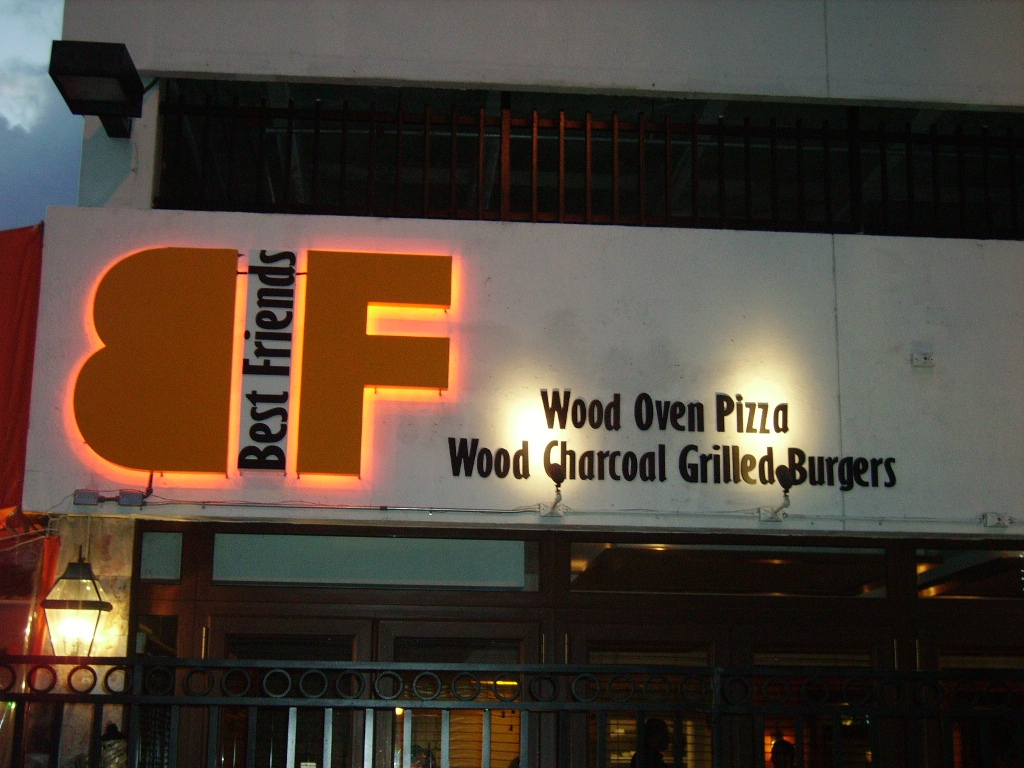 BF
Best Friends
Wood Oven Pizza
Wood Charcoal Grilled Burgers